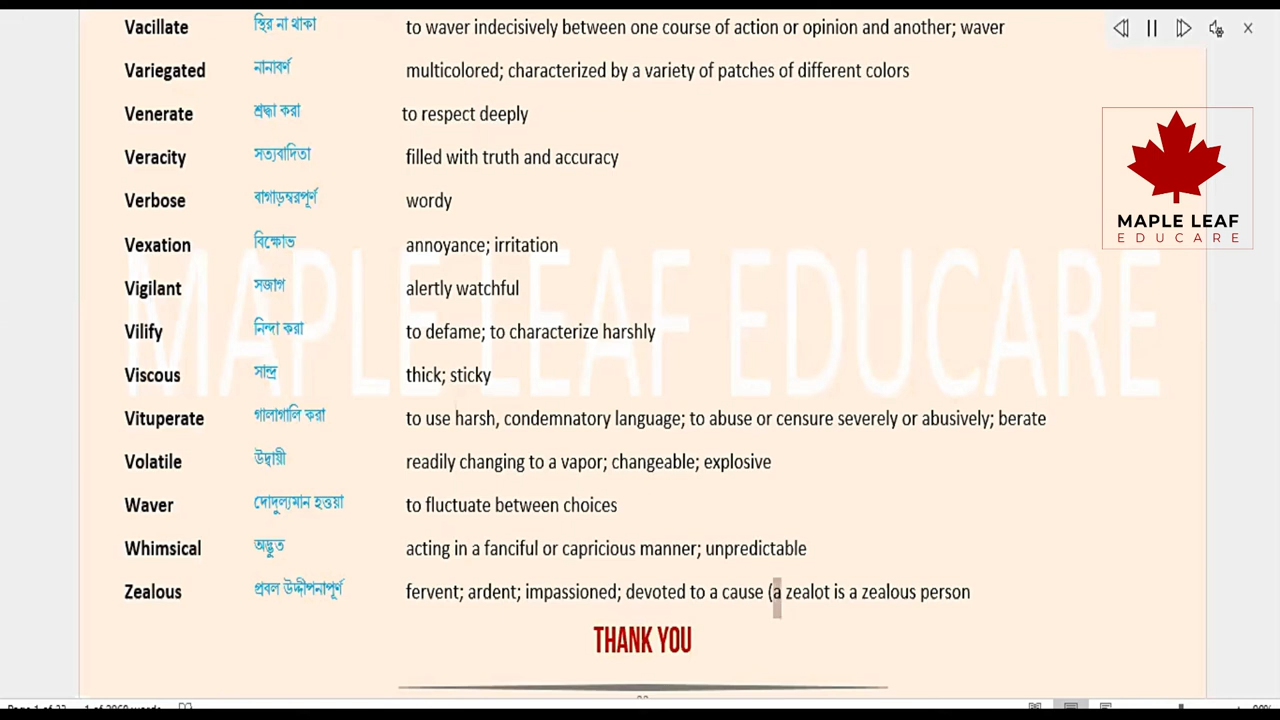 Vacillate স্থির না থাকা to waver indecisively between one course of action or opinion and another; waver
Variegated নানাবর্ণ multicolored; characterized by a variety of patches of different colors
Venerate শ্রদ্ধা করা to respect deeply
Veracity সত্যবাদিতা filled with truth and accuracy
Verbose বাগাড়ম্বরপূর্ণ wordy
Vexation বিক্ষোভ annoyance; irritation
Vigilant সজাগ alertly watchful
Vilify নিন্দা করা to defame; to characterize harshly
Viscous সান্দ্র thick; sticky
Vituperate গালাগালি করা to use harsh, condemnatory language; to abuse or censure severely or abusively; berate
Volatile উদ্বায়ী readily changing to a vapor; changeable; explosive
Waver দোদুল্যমান হওয়া to fluctuate between choices
Whimsical অদ্ভুত acting in a fanciful or capricious manner; unpredictable
Zealous প্রবল উদ্দীপনাপূর্ণ fervent; ardent; impassioned; devoted to a cause (a zealot is a zealous person
THANK YOU
MAPLE LEAF
EDUCARE
MAPLE LEAF EDUCARE